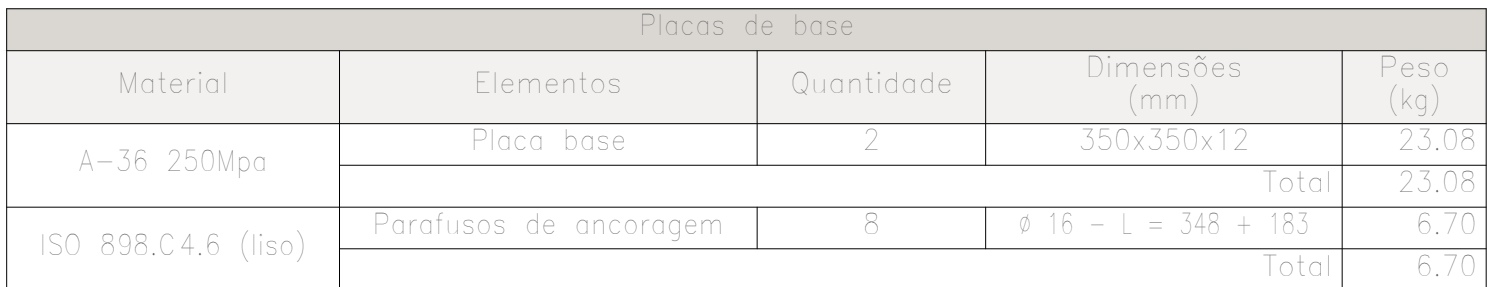 Placas de base
Material Elementos Quantidade Dimensões (mm) Peso (kg)
A-36 250Mpa Placa base 2 350x350x12 23.08
Total 23.08
ISO 898.C4.6 (liso) Parafusos de ancoragem 8 ø 16 - L = 348 + 183 6.70
Total 6.70